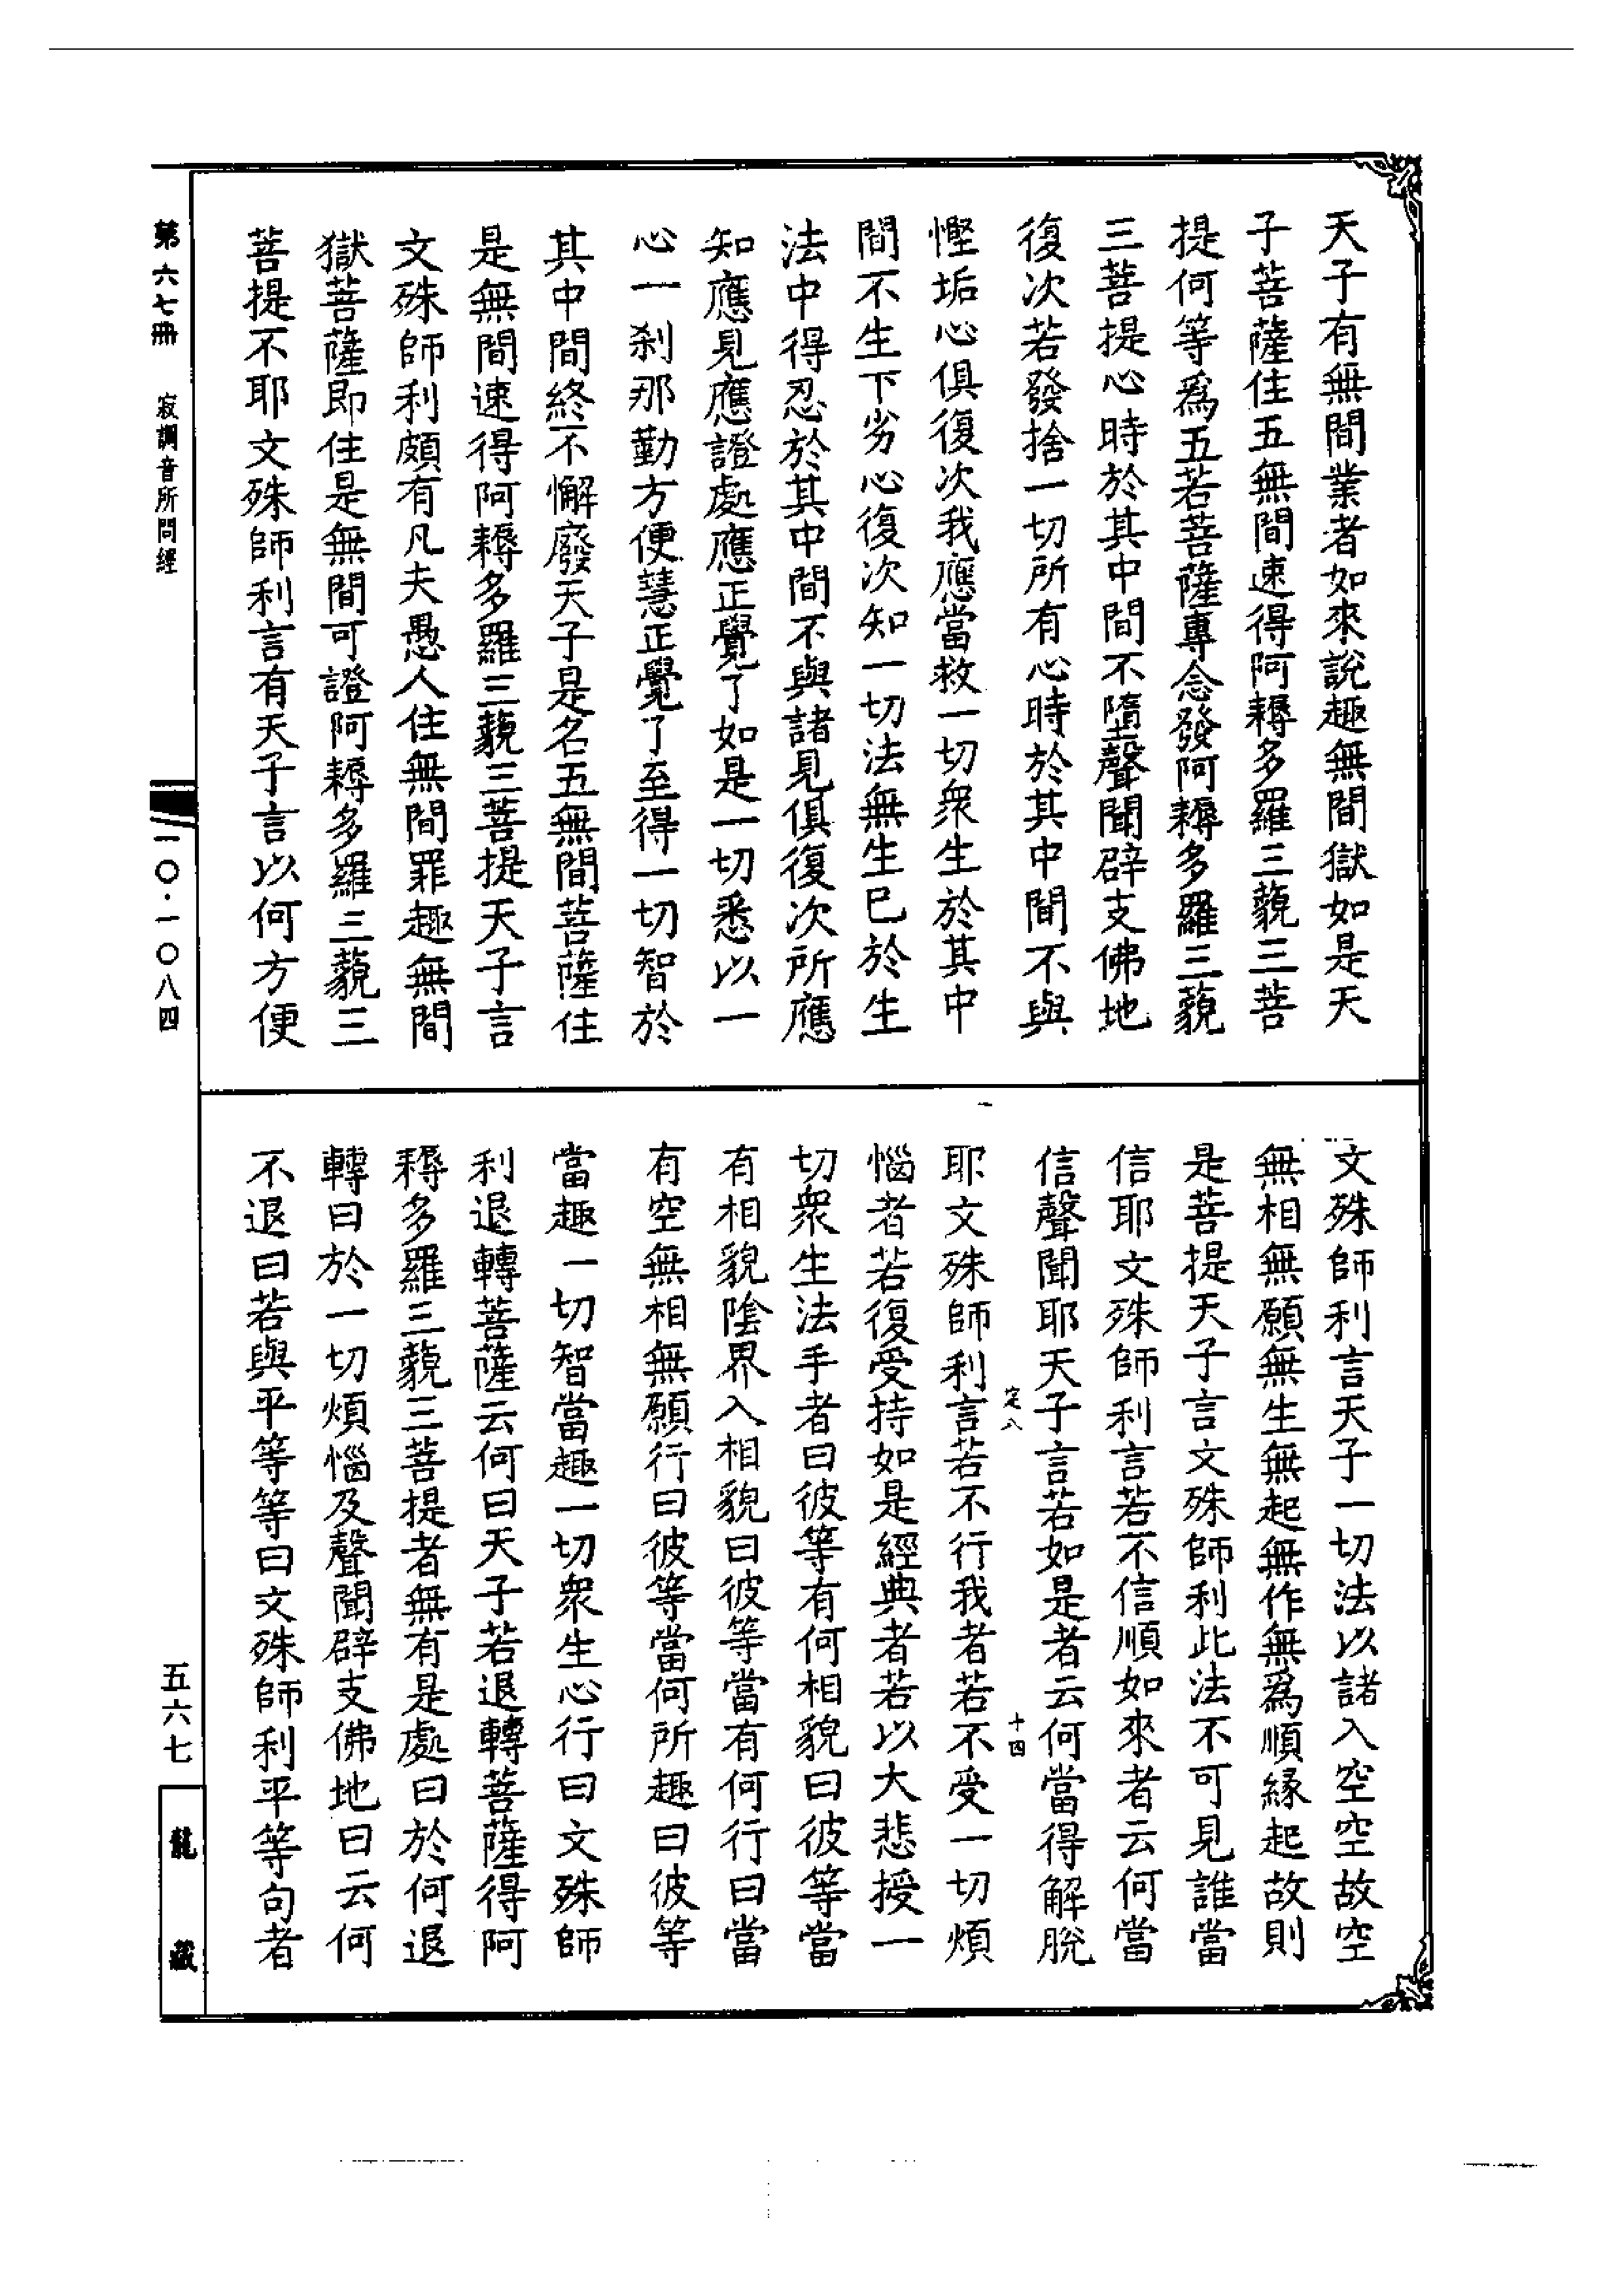 天子有無間業者如來說趣無間獄如是天
子菩薩住五無間速得阿耨多羅三藐三菩
提何等爲五若菩薩專念發阿耨多羅三藐
三菩提心時於其中間不墮聲聞辟支佛地
復次若發捨一切所有心時於其中間不與
慳垢心俱復次我應當救一切衆生於其中
間不生下劣心復次知一切法無生巳於生
法中得忍於其中間不與諸見俱復次所應
知應見應證處應正覺了如是一切悉以一
心一刹那勤方便慧正覺了至得一切智於
其中間終不懈廢天子是名五無間菩薩住
是無間速得阿耨多羅三藐三菩提天子言
文殊師利頗有凡夫愚人住無間罪趣無間
獄菩薩即住是無間可證阿耨多羅三藐三
菩提不耶文殊師利言有天子言以何方便
文殊師利言天子一切法以諸入空空故空
無相無願無生無起無作無爲順緣起故則
是菩提天子言文殊師利此法不可見誰當
信耶文殊師利言若不信順如來者云何當
信聲聞耶天子言若如是者云何當得解脫
定八
十四
耶文殊師利言若不行我者若不受一切煩
惱者若復受持如是經典者若以大悲授一
切衆生法手者曰彼等有何相貌曰彼等當
有相貌陰界入相貌曰彼等當有何行曰當
有空無相無願行曰彼等當何所趣曰彼等
當趣一切智當趣一切衆生心行曰文殊師
利退轉菩薩云何曰天子若退轉菩薩得阿
耨多羅三藐三菩提者無有是處曰於何退
轉曰於一切煩惱及聲聞辟支佛地曰云何
不退曰若與平等等曰文殊師利平等句者
第六七冊
寂調音所問經
一〇·一〇八四
五六七
龍藏